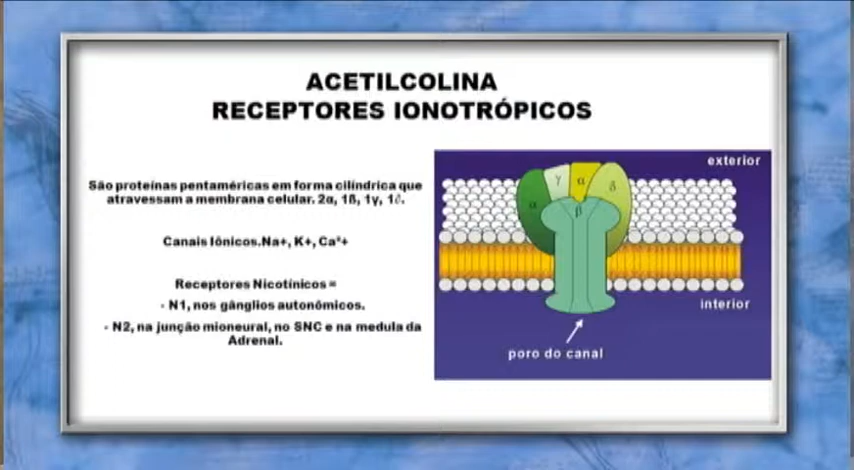 ACETILCOLINA
RECEPTORES IONOTRÓPICOS
São proteínas pentaméricas em forma cilíndrica que
atravessam a membrana celular. 2α, 1ß, 1γ, 1∂.
Canais Iônicos.Na+, K+, Ca²+
Receptores Nicotínicos =
◦ N1, nos gânglios autonômicos.
◦ N2, na junção mioneural, no SNC e na medula da
Adrenal.
exterior
γ α δ
α β
interior
poro do canal